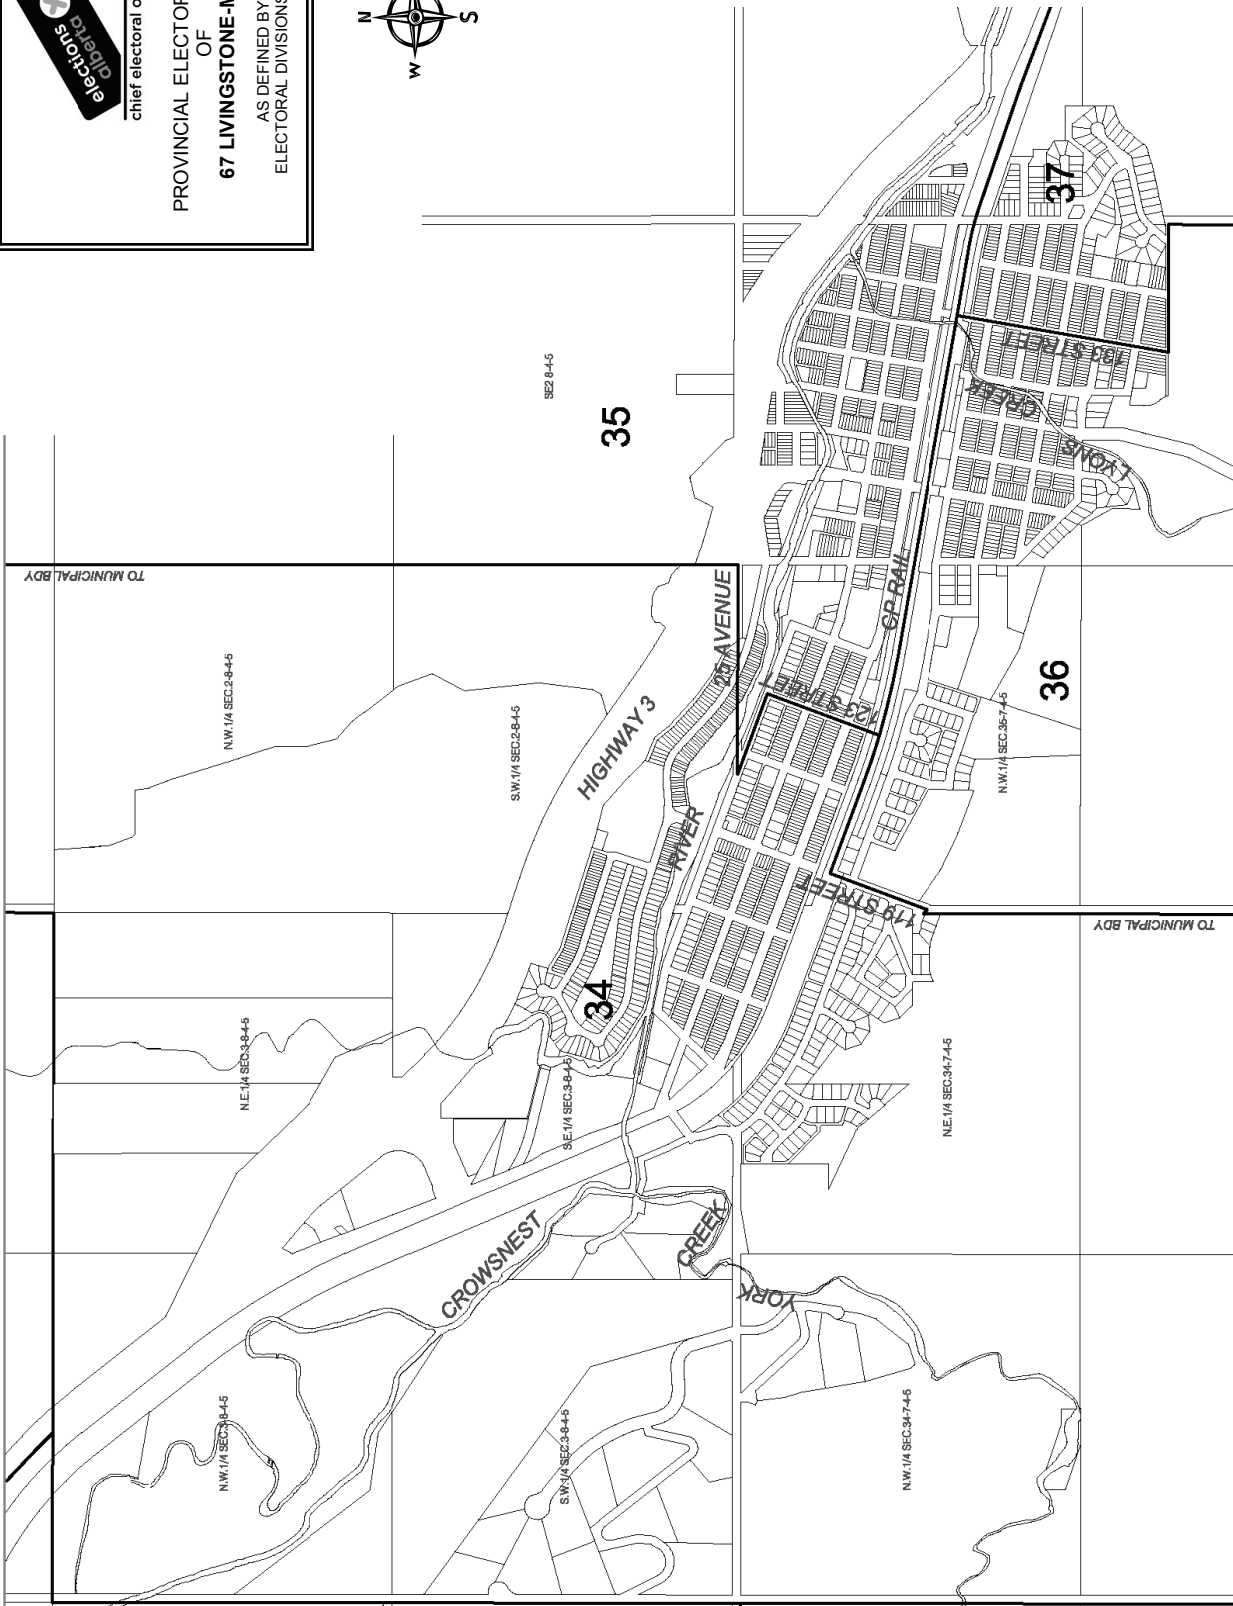 elections
alberta
chief electoral o
PROVINCIAL ELECTOR
OF
67 LIVINGSTONE-M
AS DEFINED BY
ELECTORAL DIVISIONS
N
S
W
TO MUNICIPAL BDY
N.W.1/4 SEC.2-8-4-5
S.W.1/4 SEC.2-8-4-5
SE2 8-4-5
35
HIGHWAY 3
25 AVENUE
123 STREET
CP RAIL
37
133 STREET
LYONS
CREEK
36
N.W.1/4 SEC.35-7-4-5
RIVER
119 STREET
TO MUNICIPAL BDY
34
N.E.1/4 SEC.3-8-4-5
S.E.1/4 SEC.3-8-4-5
N.E.1/4 SEC.34-7-4-5
CROWSNEST
YORK
CREEK
N.W.1/4 SEC.3-8-4-5
S.W.1/4 SEC.3-8-4-5
N.W.1/4 SEC.34-7-4-5